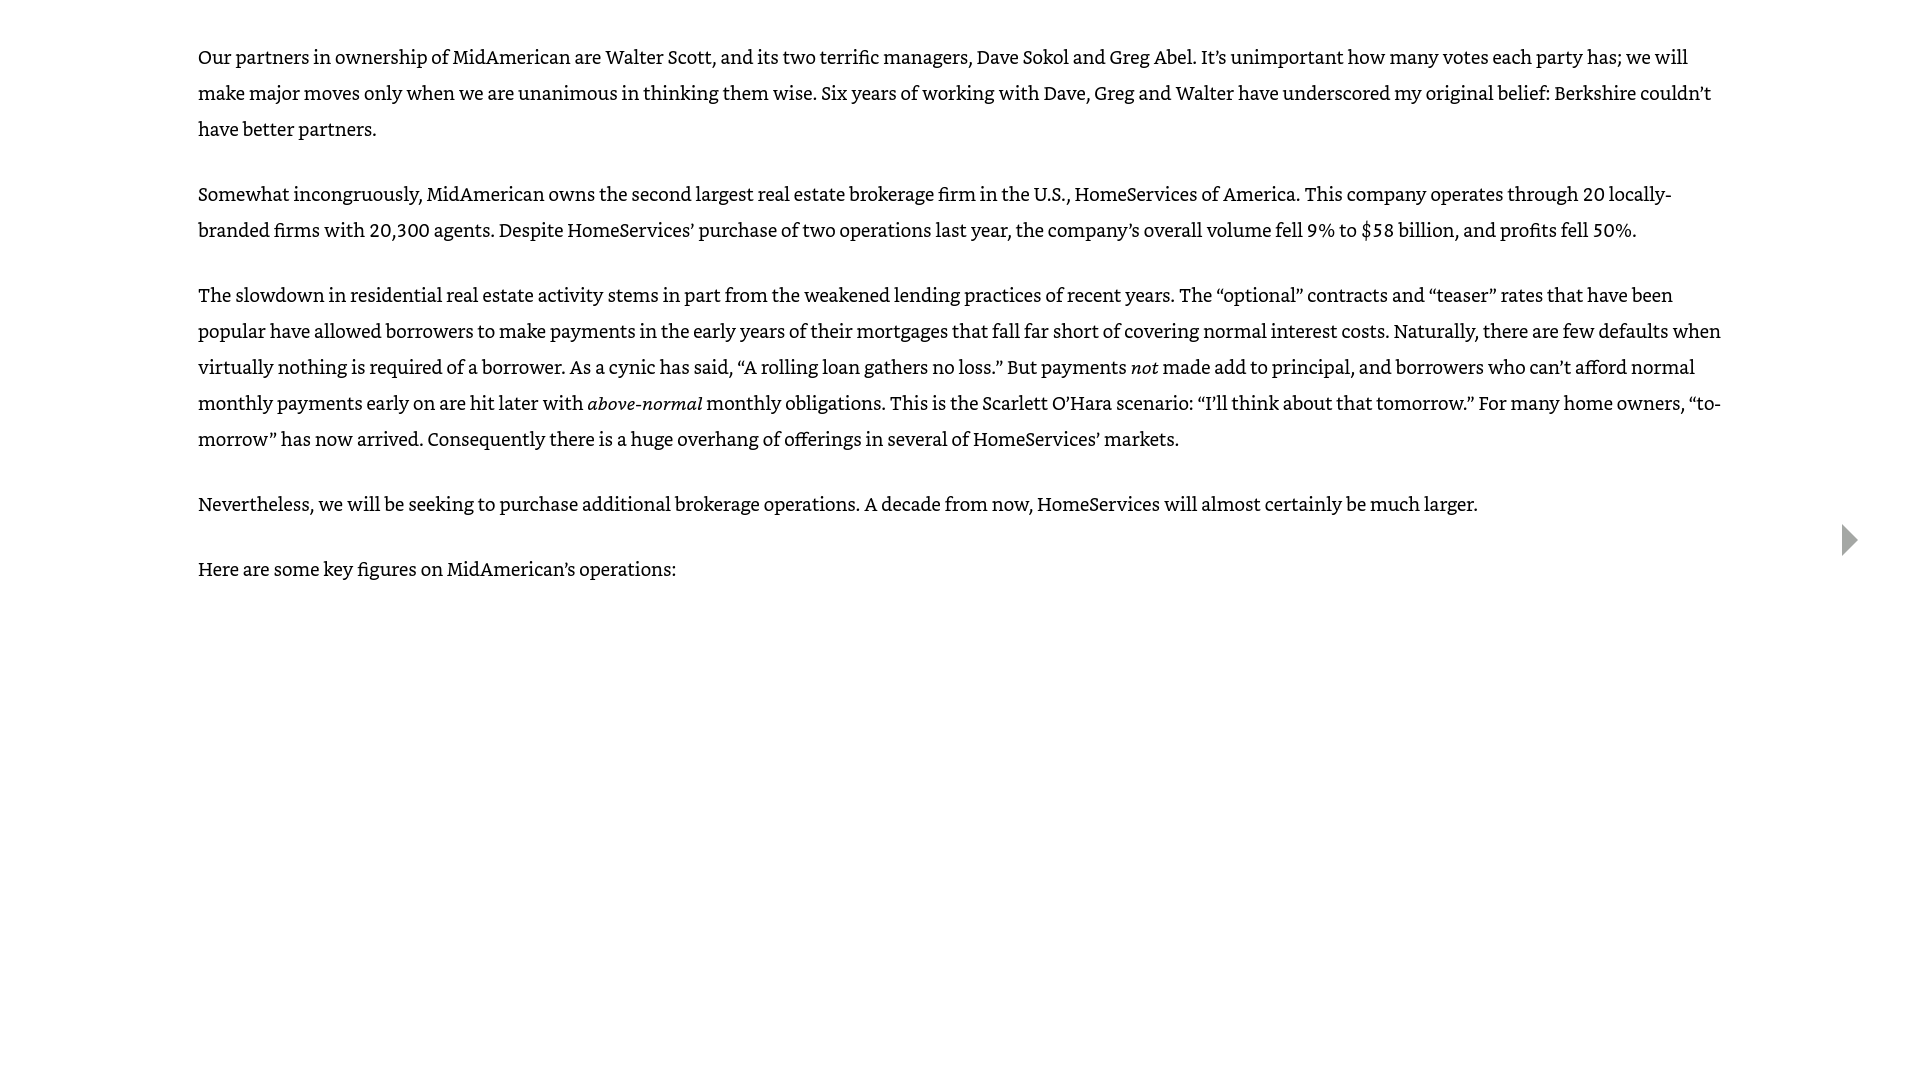 Our partners in ownership of MidAmerican are Walter Scott, and its two terrific managers, Dave Sokol and Greg Abel. It’s unimportant how many votes each party has; we will
make major moves only when we are unanimous in thinking them wise. Six years of working with Dave, Greg and Walter have underscored my original belief: Berkshire couldn’t
have better partners.
Somewhat incongruously, MidAmerican owns the second largest real estate brokerage firm in the U.S., HomeServices of America. This company operates through 20 locally-
branded firms with 20,300 agents. Despite HomeServices’ purchase of two operations last year, the company’s overall volume fell 9% to $58 billion, and profits fell 50%.
The slowdown in residential real estate activity stems in part from the weakened lending practices of recent years. The “optional” contracts and “teaser” rates that have been
popular have allowed borrowers to make payments in the early years of their mortgages that fall far short of covering normal interest costs. Naturally, there are few defaults when
virtually nothing is required of a borrower. As a cynic has said, “A rolling loan gathers no loss.” But payments not made add to principal, and borrowers who can’t afford normal
monthly payments early on are hit later with above-normal monthly obligations. This is the Scarlett O’Hara scenario: “I’ll think about that tomorrow.” For many home owners, “to-
morrow” has now arrived. Consequently there is a huge overhang of offerings in several of HomeServices’ markets.
Nevertheless, we will be seeking to purchase additional brokerage operations. A decade from now, HomeServices will almost certainly be much larger.
Here are some key figures on MidAmerican’s operations: